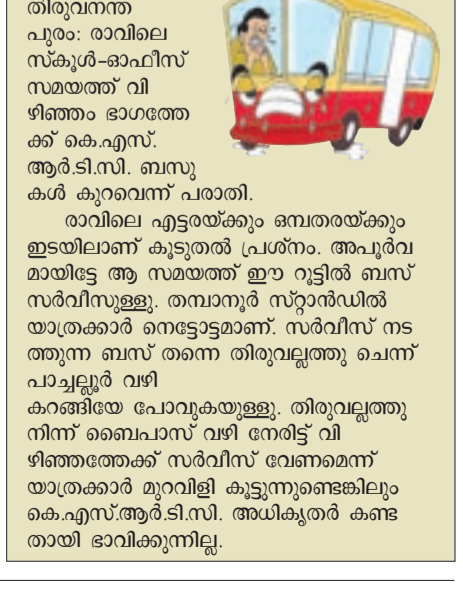 തിരുവനന്ത
പുരം: രാവിലെ
സ്കൂൾ-ഓഫീസ്
സമയത്ത് വി
ഴിഞ്ഞം ഭാഗത്തേ
ക്ക് കെ.എസ്.
ആർ.ടി.സി. ബസു
കൾ കുറവെന്ന് പരാതി.
രാവിലെ എട്ടരയ്ക്കും ഒമ്പതരയ്ക്കും
ഇടയിലാണ് കൂടുതൽ പ്രശ്നം. അപൂർവ
മായിട്ടേ ആ സമയത്ത് ഈ റൂട്ടിൽ ബസ്
സർവീസുള്ളു. തമ്പാനൂർ സ്റ്റാൻഡിൽ
യാത്രക്കാർ നെട്ടോട്ടമാണ്. സർവീസ് നട
ത്തുന്ന ബസ് തന്നെ തിരുവല്ലത്തു ചെന്ന്
പാച്ചല്ലൂർ വഴി
കറങ്ങിയേ പോവുകയുള്ളു. തിരുവല്ലത്തു
നിന്ന് ബൈപാസ് വഴി നേരിട്ട് വി
ഴിഞ്ഞത്തേക്ക് സർവീസ് വേണമെന്ന്
യാത്രക്കാർ മുറവിളി കൂട്ടുന്നുണ്ടെങ്കിലും
കെ.എസ്.ആർ.ടി.സി. അധികൃതർ കണ്ട
തായി ഭാവിക്കുന്നില്ല.